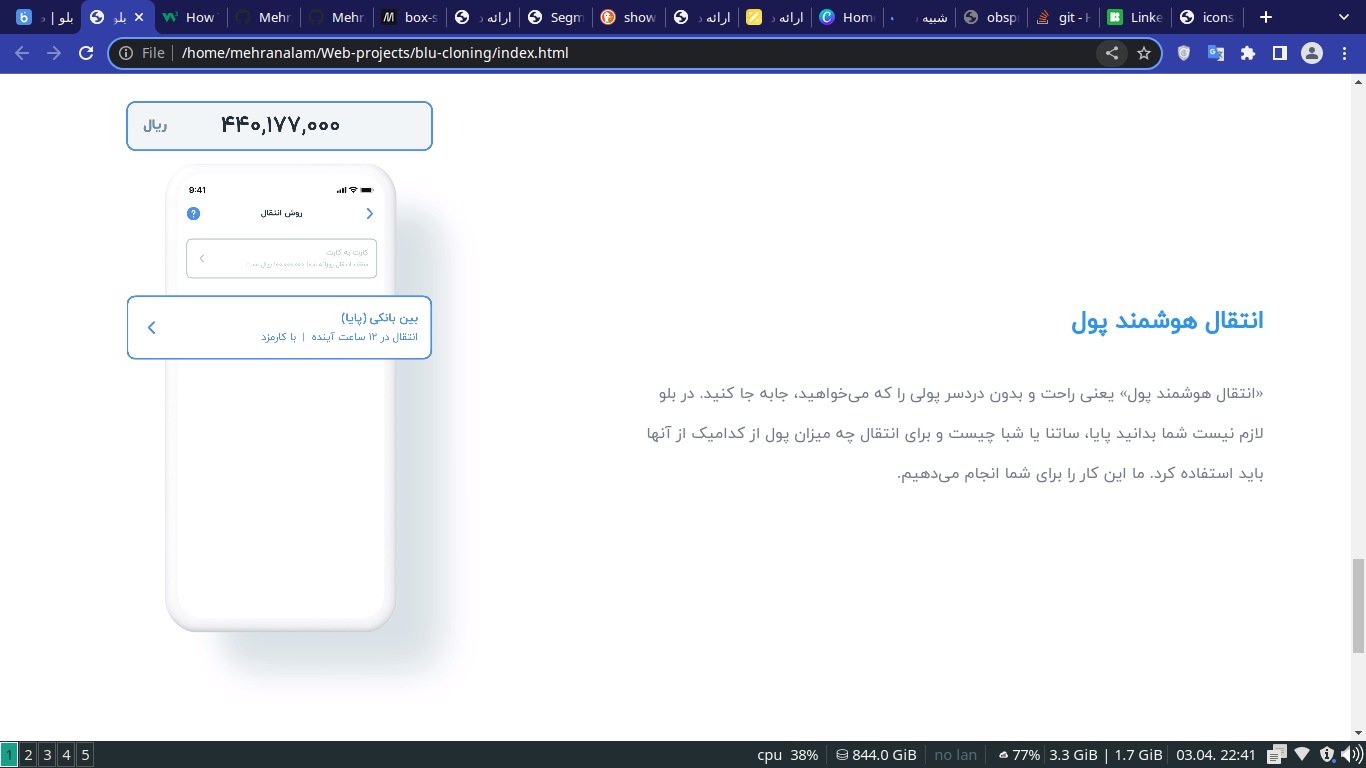 بلو | د
بلو
How
Mehr
Mehr
box-s
ارائه د
Segm
show
ارائه د
ارائه د
Home
شبیه
obsp
git - H
Linke
icons
File
/home/mehranalam/Web-projects/blu-cloning/index.html
۴۴۰,۱۷۷,۰۰۰ ریال
9:41
روش انتقال
?
کارت به کارت
بین بانکی (پایا)
انتقال در ۱۲ ساعت آینده | با کارمزد
انتقال هوشمند پول
«انتقال هوشمند پول» یعنی راحت و بدون دردسر پولی را که می‌خواهید، جابه جا کنید. در بلو
لازم نیست شما بدانید پایا، ساتنا یا شبا چیست و برای انتقال چه میزان پول از کدامیک از آنها
باید استفاده کرد. ما این کار را برای شما انجام می‌دهیم.
1 2 3 4 5
cpu 38% 844.0 GiB no lan 77% 3.3 GiB | 1.7 GiB 03.04. 22:41